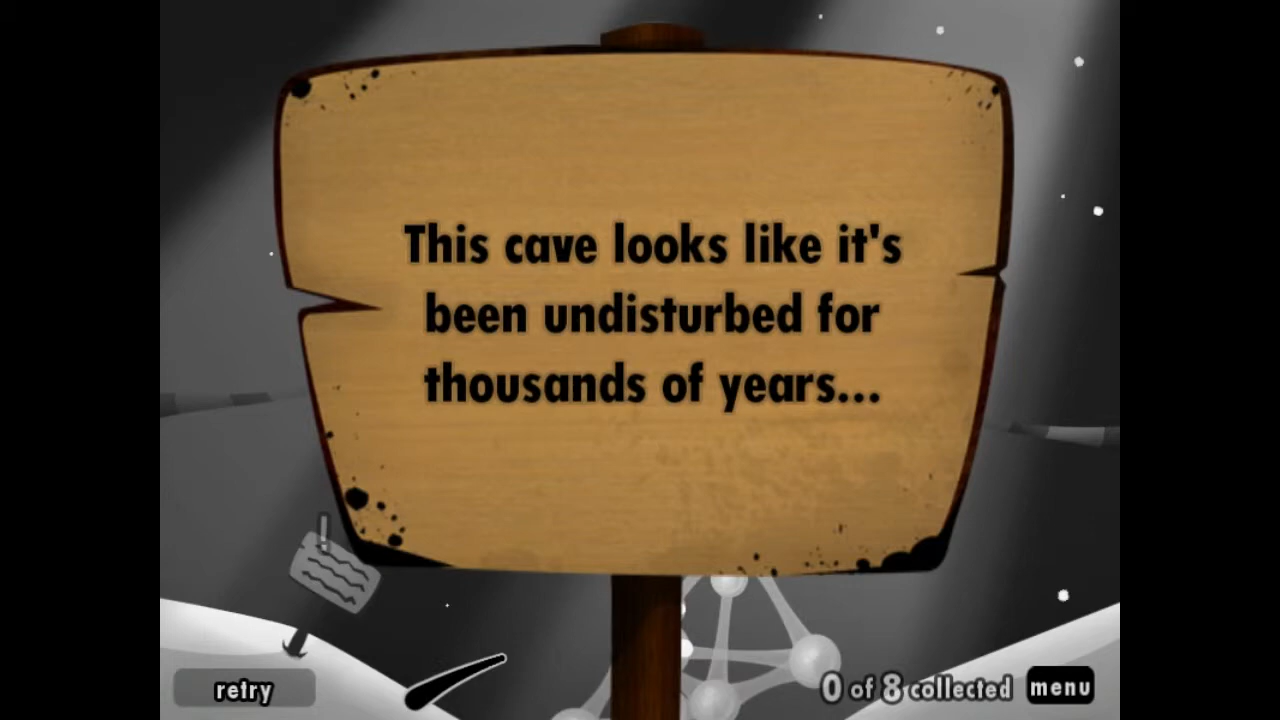 This cave looks like it's
been undisturbed for
thousands of years...
!
retry
0 of 8 collected
menu